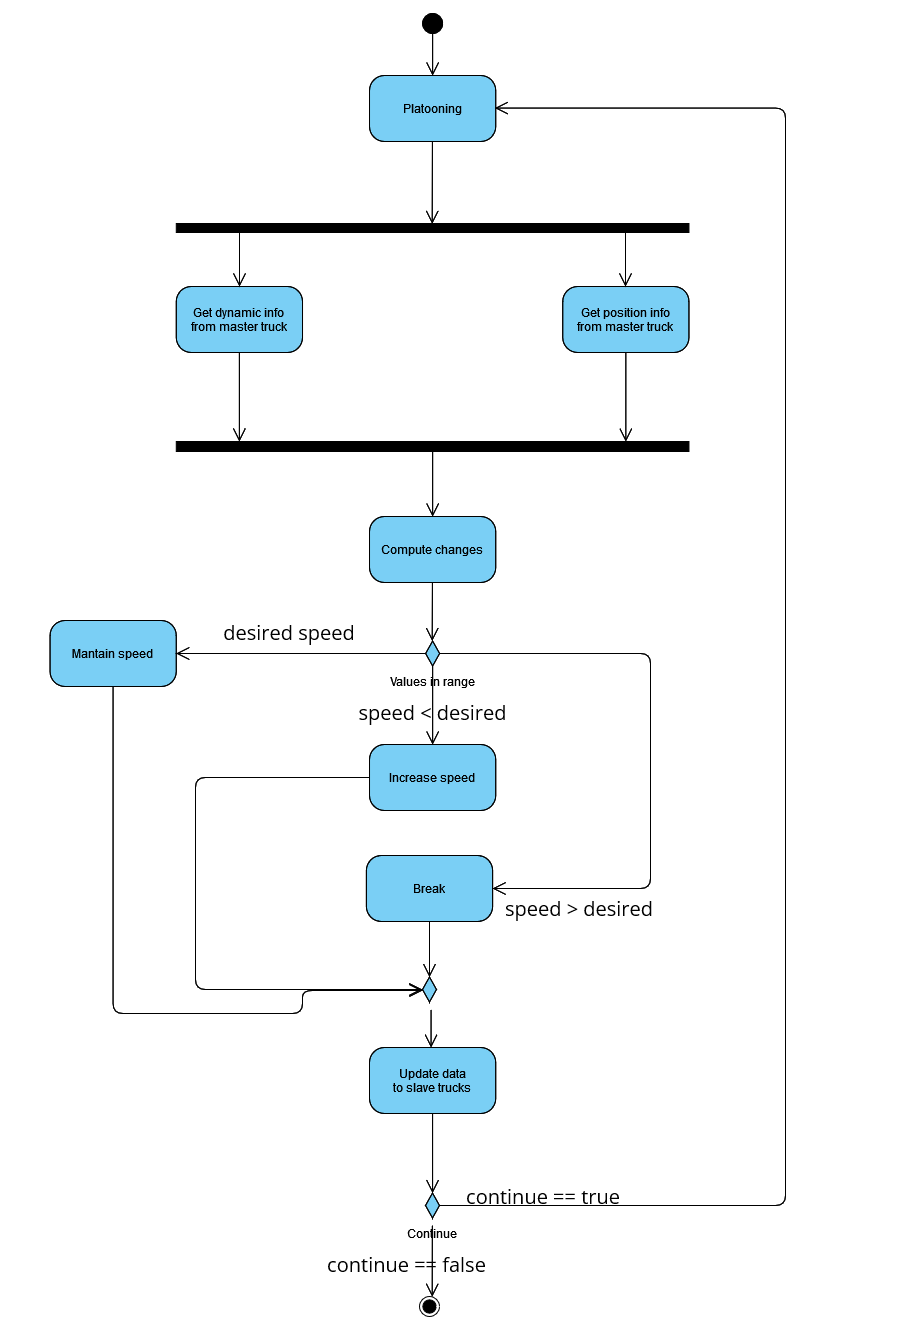 Platooning
Get dynamic info
from master truck
Get position info
from master truck
Compute changes
desired speed
Mantain speed
Values in range
speed < desired
Increase speed
Break
speed > desired
Update data
to slave trucks
continue == true
Continue
continue == false